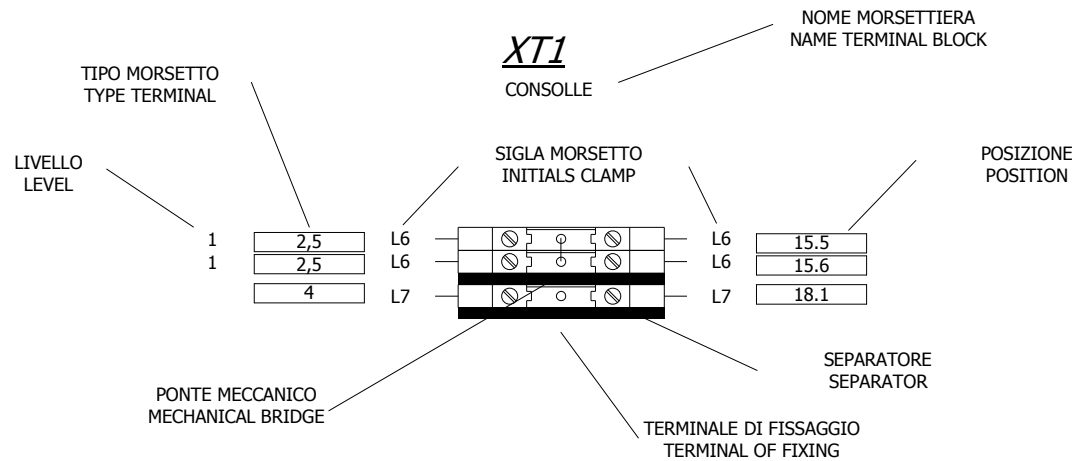 NOME MORSETTIERA
NAME TERMINAL BLOCK
XT1
CONSOLLE
TIPO MORSETTO
TYPE TERMINAL
LIVELLO
LEVEL
SIGLA MORSETTO
INITIALS CLAMP
POSIZIONE
POSITION
1 2,5 L6 L6 15.5
1 2,5 L6 L6 15.6
4 L7 L7 18.1
SEPARATORE
SEPARATOR
PONTE MECCANICO
MECHANICAL BRIDGE
TERMINALE DI FISSAGGIO
TERMINAL OF FIXING